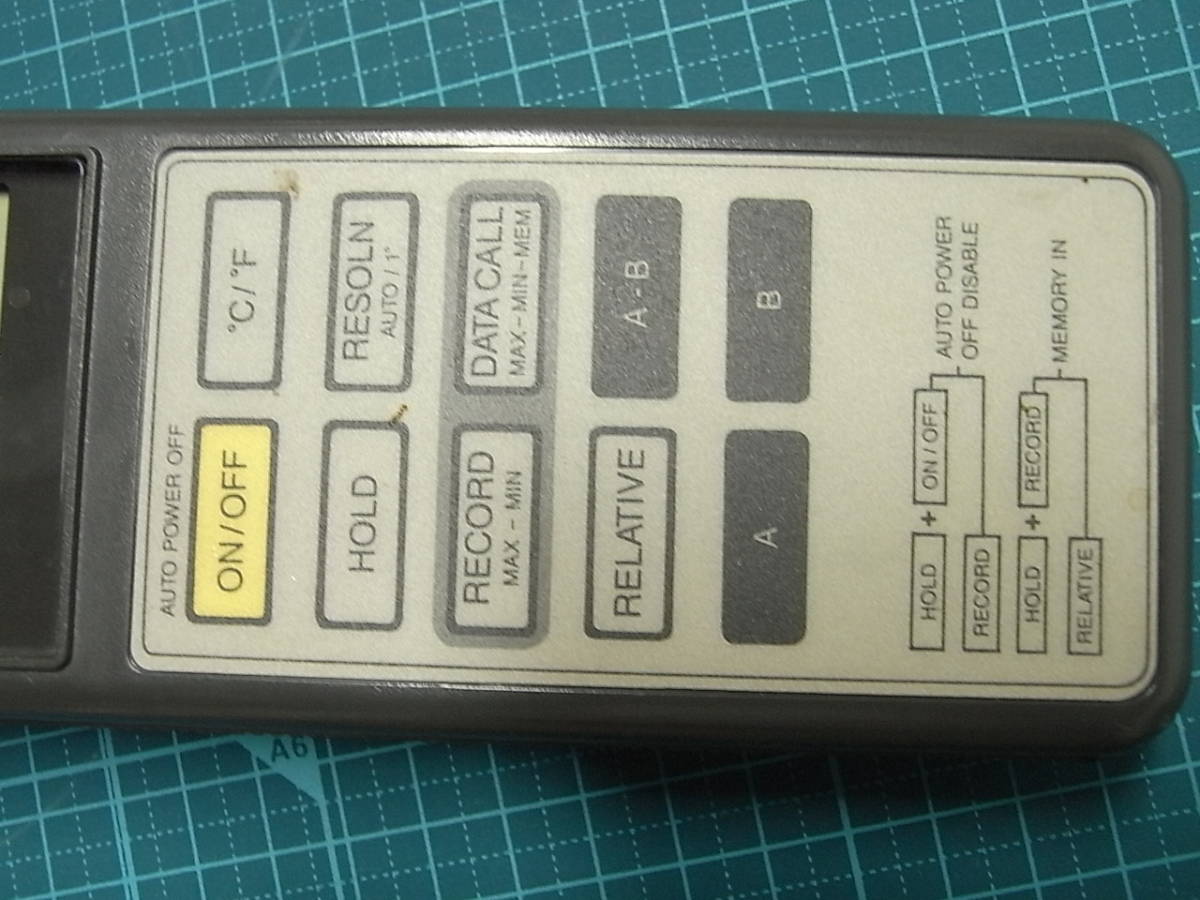 AUTO POWER OFF
ON/OFF
°C/°F
HOLD
RESOLN
AUTO/1°
RECORD
MAX-MIN
DATA CALL
MAX-MIN-MEM
RELATIVE
A-B
A
B
HOLD + ON/OFF AUTO POWER
RECORD OFF DISABLE
HOLD + RECORD MEMORY IN
RELATIVE
A6